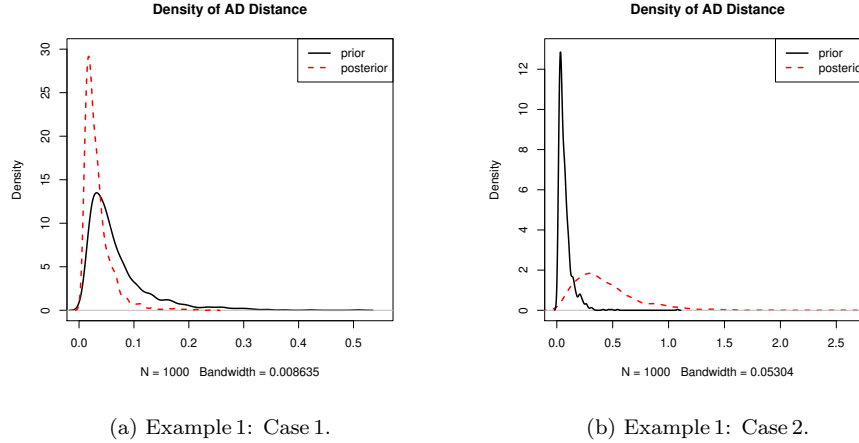 Density of AD Distance
prior
posterior
Density
0
5
10
15
20
25
30
0.0 0.1 0.2 0.3 0.4 0.5
N = 1000 Bandwidth = 0.008635
(a) Example 1: Case 1.
Density of AD Distance
prior
posterio
Density
0
2
4
6
8
10
12
0.0 0.5 1.0 1.5 2.0 2.5
N = 1000 Bandwidth = 0.05304
(b) Example 1: Case 2.